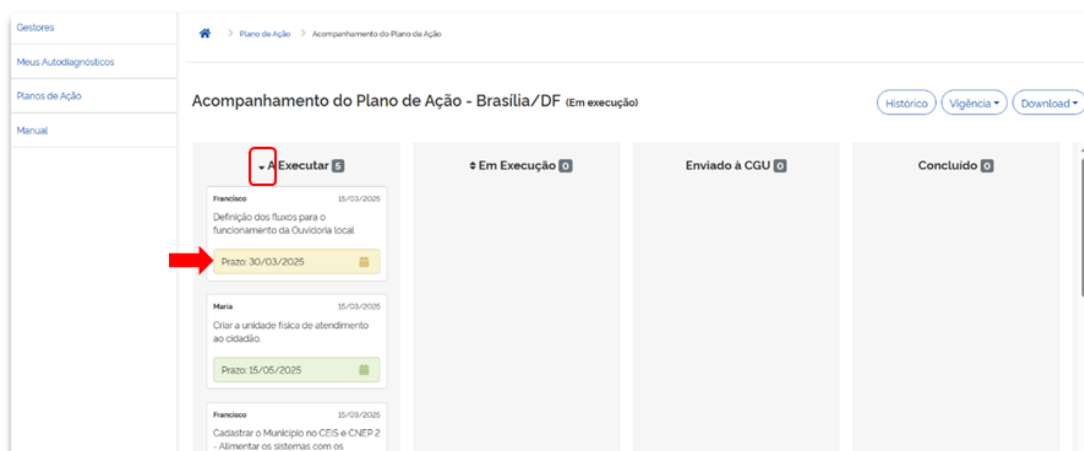 Gestores
Meus Autodiagnósticos
Planos de Ação
Manual
Plano de Ação > Acompanhamento do Plano de Ação
Acompanhamento do Plano de Ação - Brasília/DF (Em execução)
Histórico
Vigência
Download
A Executar 5
Francisco 15/03/2025
Definição dos fluxos para o
funcionamento da Ouvidoria local
Prazo: 30/03/2025
Maria 15/03/2025
Criar a unidade física de atendimento
ao cidadão.
Prazo: 15/05/2025
Francisco 15/03/2025
Cadastrar o Município no CEIS e CNEP 2
- Alimentar os sistemas com os
Em Execução 0
Enviado à CGU 0
Concluído 0